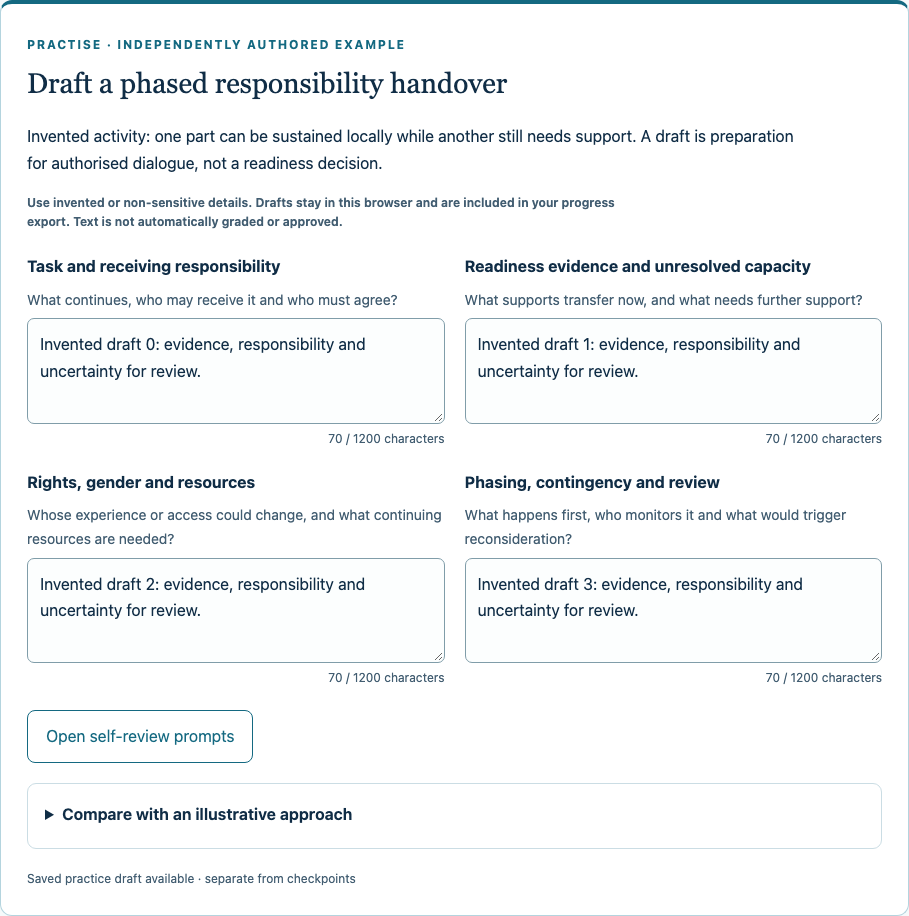 PRACTISE · INDEPENDENTLY AUTHORED EXAMPLE
Draft a phased responsibility handover
Invented activity: one part can be sustained locally while another still needs support. A draft is preparation
for authorised dialogue, not a readiness decision.
Use invented or non-sensitive details. Drafts stay in this browser and are included in your progress
export. Text is not automatically graded or approved.
Task and receiving responsibility
What continues, who may receive it and who must agree?
Invented draft 0: evidence, responsibility and
uncertainty for review.
70 / 1200 characters
Readiness evidence and unresolved capacity
What supports transfer now, and what needs further support?
Invented draft 1: evidence, responsibility and
uncertainty for review.
70 / 1200 characters
Rights, gender and resources
Whose experience or access could change, and what continuing
resources are needed?
Invented draft 2: evidence, responsibility and
uncertainty for review.
70 / 1200 characters
Phasing, contingency and review
What happens first, who monitors it and what would trigger
reconsideration?
Invented draft 3: evidence, responsibility and
uncertainty for review.
70 / 1200 characters
Open self-review prompts
Compare with an illustrative approach
Saved practice draft available · separate from checkpoints